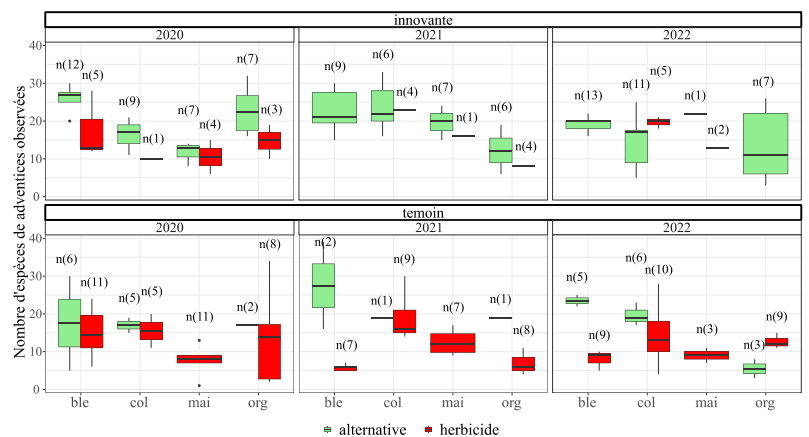 innovante
2020 2021 2022
40
30
20
10
0
n(12) n(5) n(9) n(1) n(7) n(4) n(7) n(3)
n(9) n(6) n(4) n(7) n(1) n(6) n(4)
n(13) n(11) n(5) n(1) n(2) n(7)
temoin
2020 2021 2022
40
30
20
10
0
n(6) n(11) n(5) n(5) n(11) n(2) n(8)
n(2) n(7) n(1) n(9) n(7) n(1) n(8)
n(5) n(9) n(6) n(10) n(3) n(3) n(9)
ble col mai org ble col mai org ble col mai org
Nombre d'espèces de adventices observées
alternative herbicide